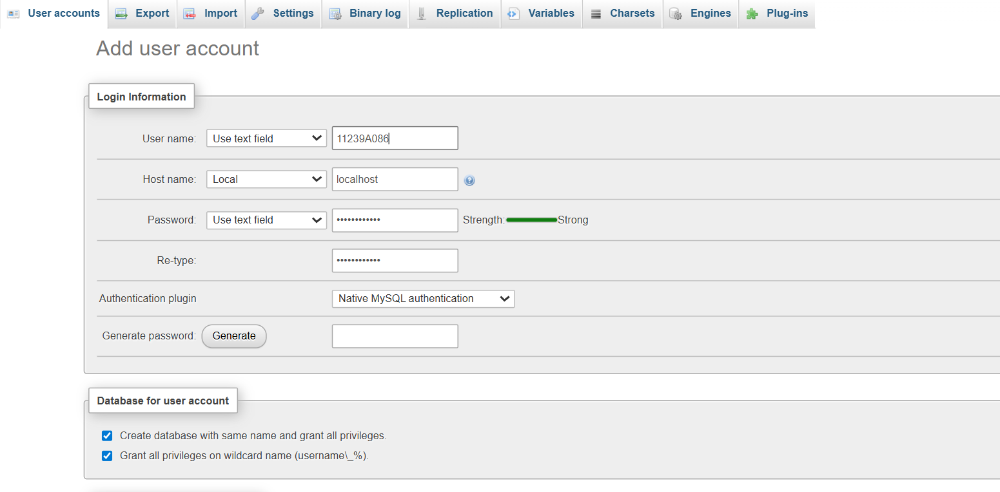 User accounts Export Import Settings Binary log Replication Variables Charsets Engines Plug-ins
Add user account
Login Information
User name: Use text field 11239A086
Host name: Local localhost
Password: Use text field •••••••••••• Strength: Strong
Re-type: ••••••••••••
Authentication plugin Native MySQL authentication
Generate password: Generate
Database for user account
Create database with same name and grant all privileges.
Grant all privileges on wildcard name (username\_%).